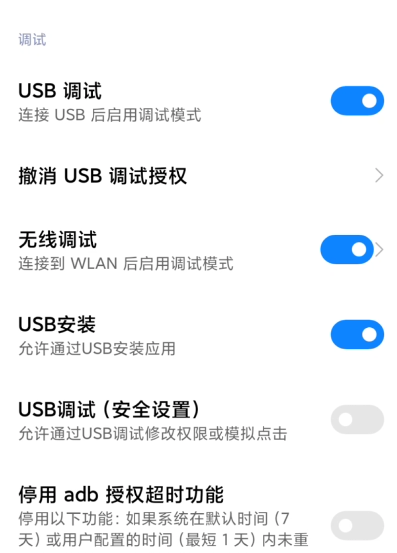 调试
USB 调试
连接 USB 后启用调试模式
撤消 USB 调试授权
无线调试
连接到 WLAN 后启用调试模式
USB安装
允许通过USB安装应用
USB调试（安全设置）
允许通过USB调试修改权限或模拟点击
停用 adb 授权超时功能
停用以下功能：如果系统在默认时间（7
天）或用户配置的时间（最短 1 天）内未重